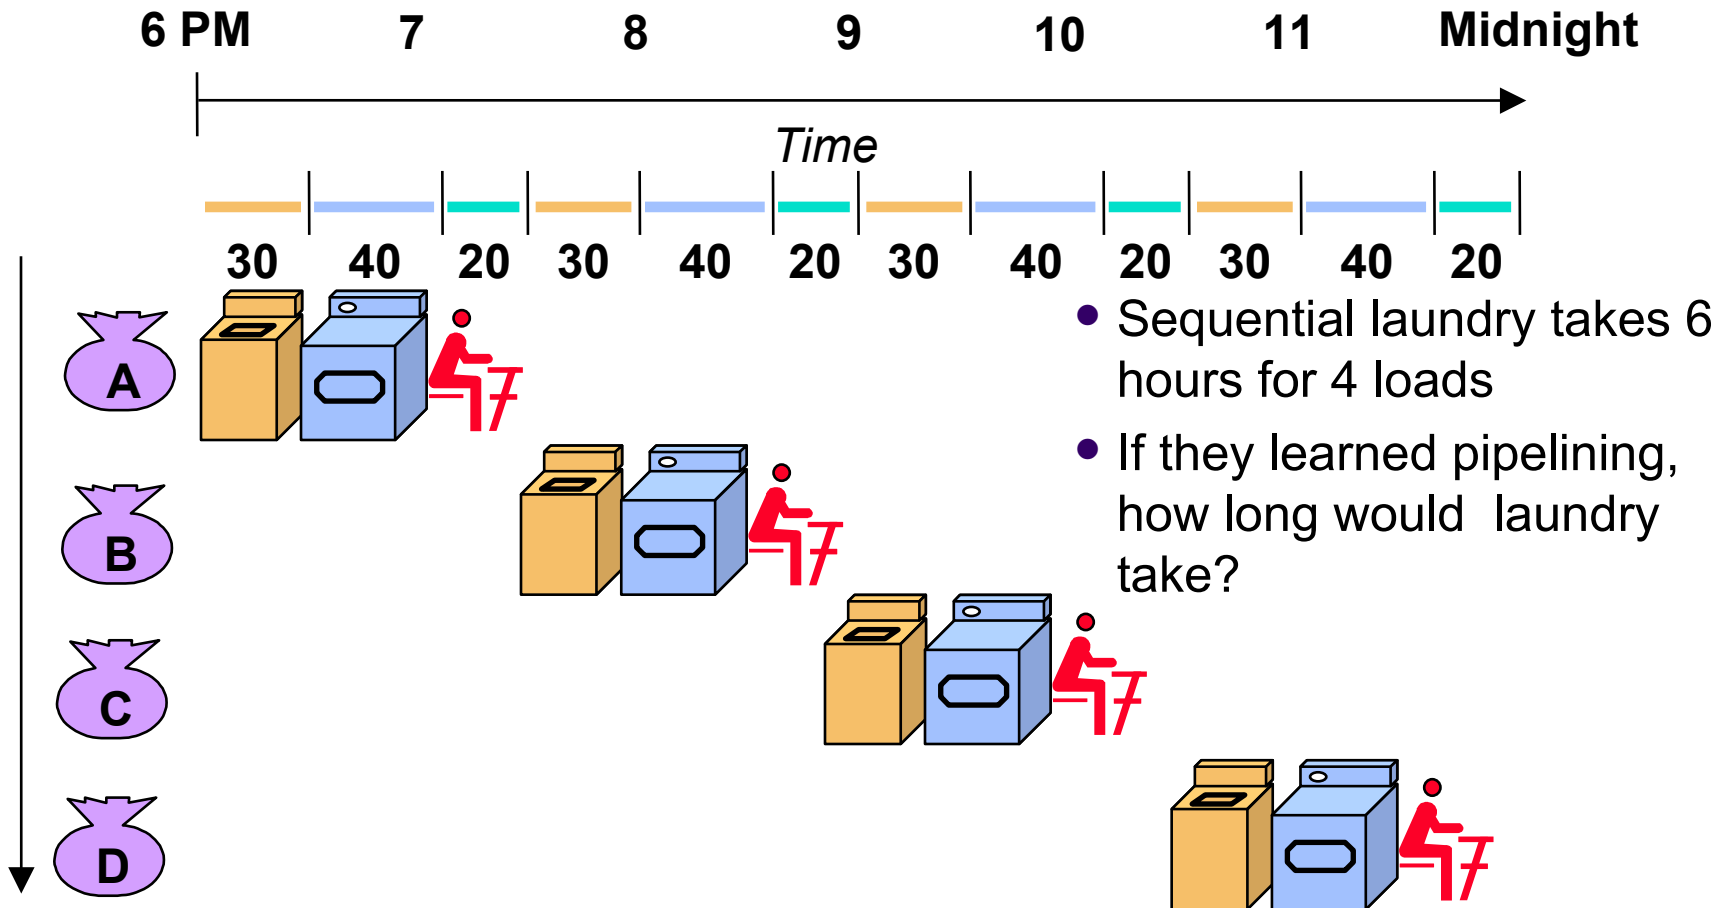 6 PM 7 8 9 10 11 Midnight
Time
30 40 20 30 40 20 30 40 20 30 40 20
A
• Sequential laundry takes 6
hours for 4 loads
• If they learned pipelining,
how long would laundry
take?
B
C
D